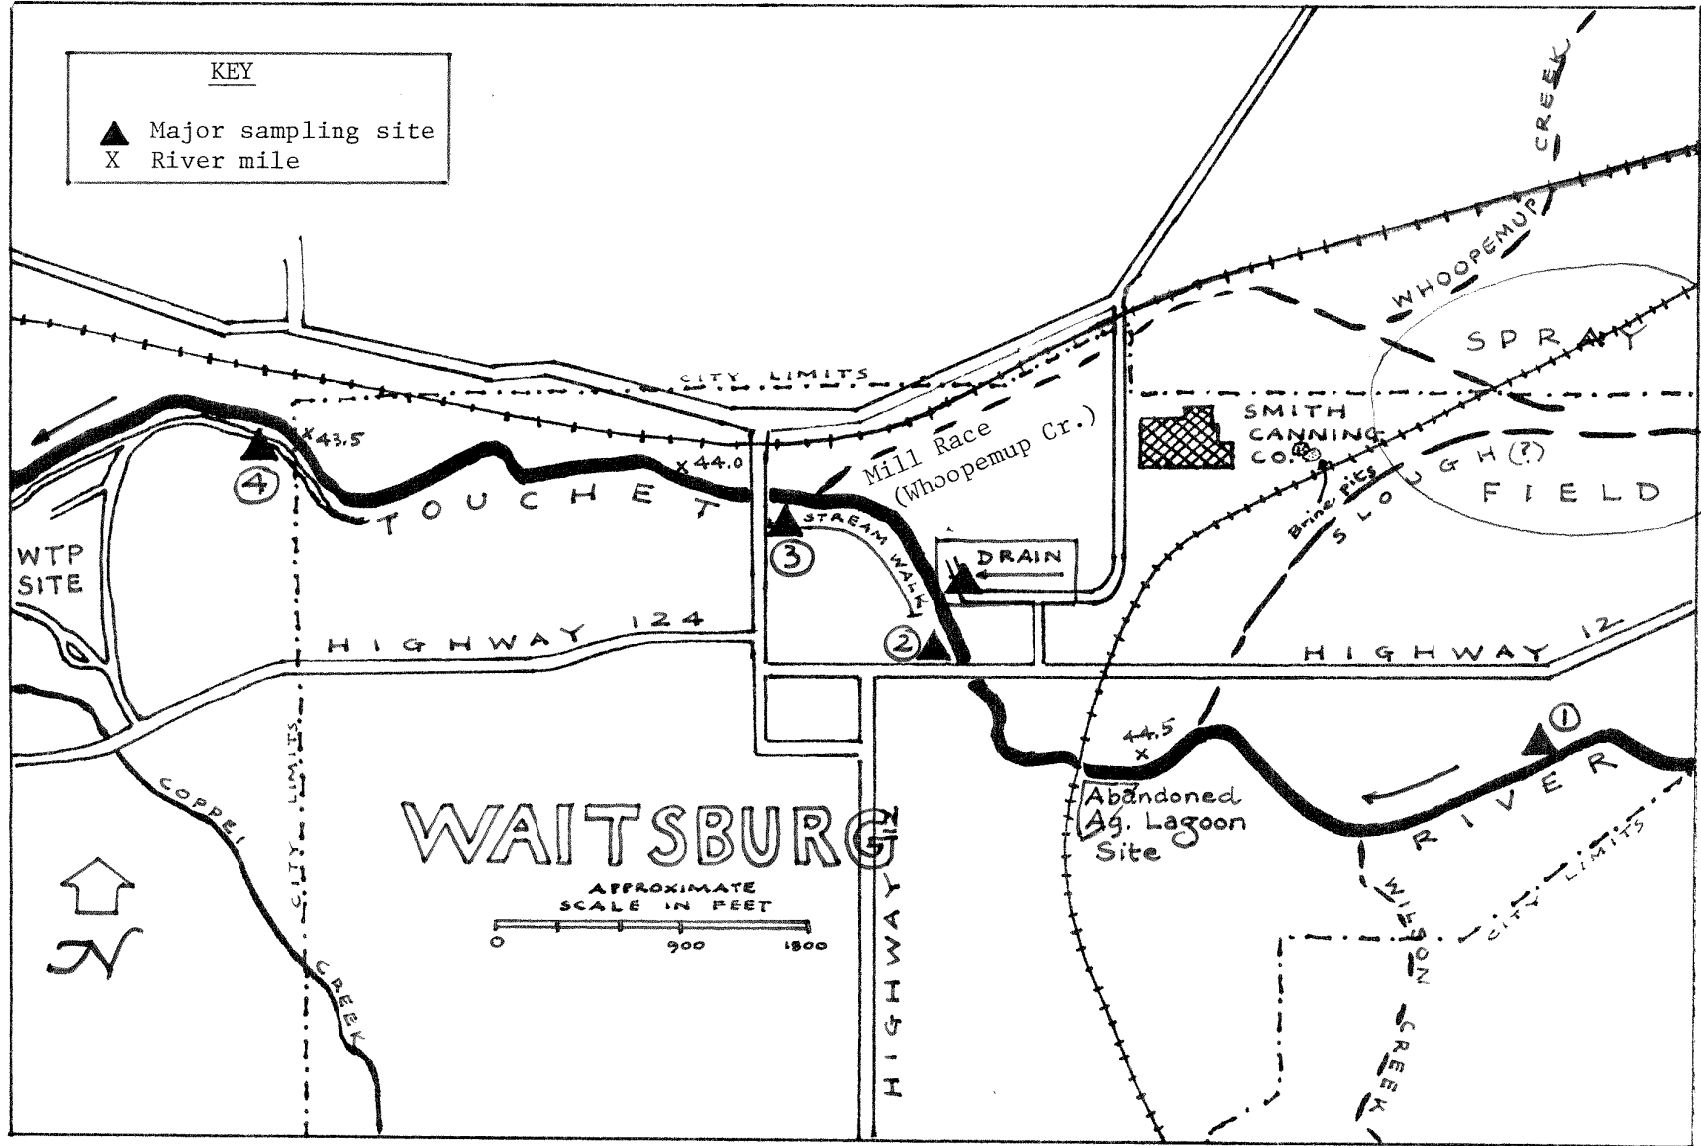 KEY
Major sampling site
X River mile
CREEK
WHOOPEMUP
SPRAY
CITY LIMITS
SMITH
CANNING
CO.
43.5
44.0
Mill Race
(Whoopemup Cr.)
SLOUGH (?)
FIELD
Brine pits
4
TOUCHET
3
STREAM WALK
DRAIN
WTP
SITE
2
HIGHWAY 124
HIGHWAY 12
1
44.5
RIVER
Abandoned
Ag. Lagoon
Site
CITY LIMITS
CITY LIMITS
COPPEI
CREEK
WAITSBURG
APPROXIMATE
SCALE IN FEET
0 900 1800
HIGHWAY 12
WILSON
CREEK
N